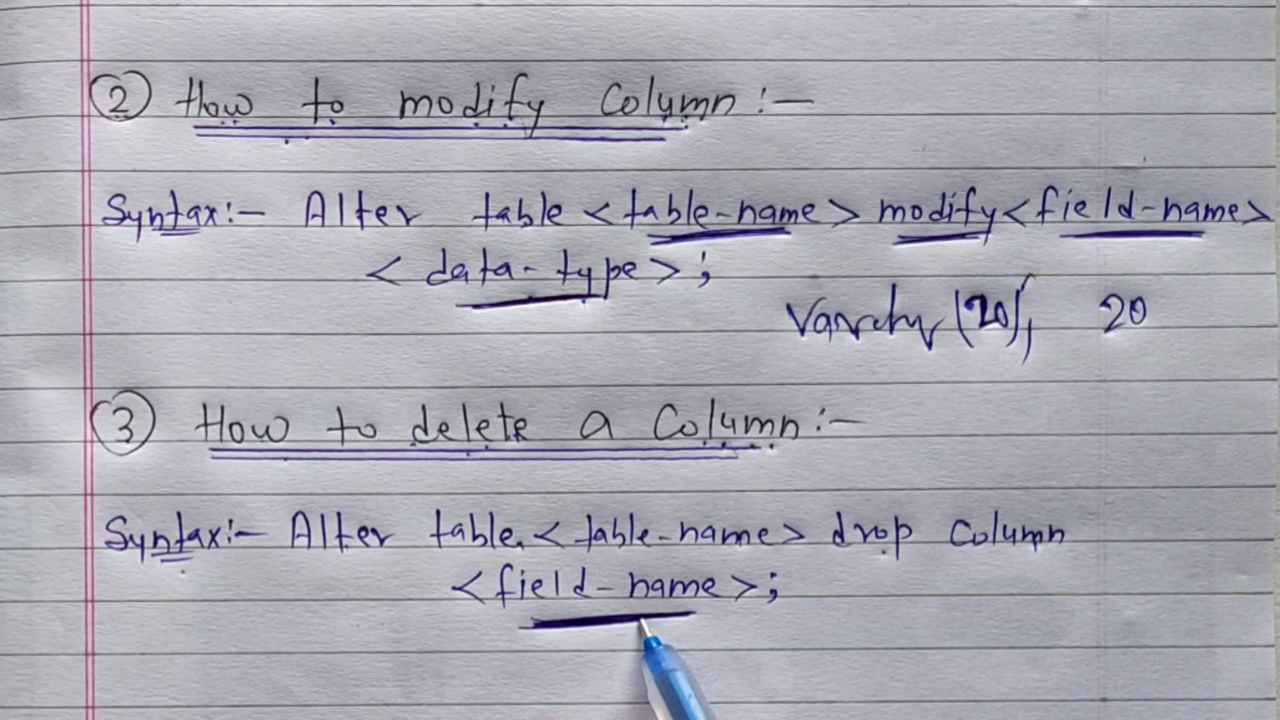 ② How to modify Column :-
Syntax:- Alter table <table-name> modify <field-name>
<data-type>;
(20), 20
③ How to delete a Column :-
Syntax:- Alter table <table-name> drop Column
<field-name>;